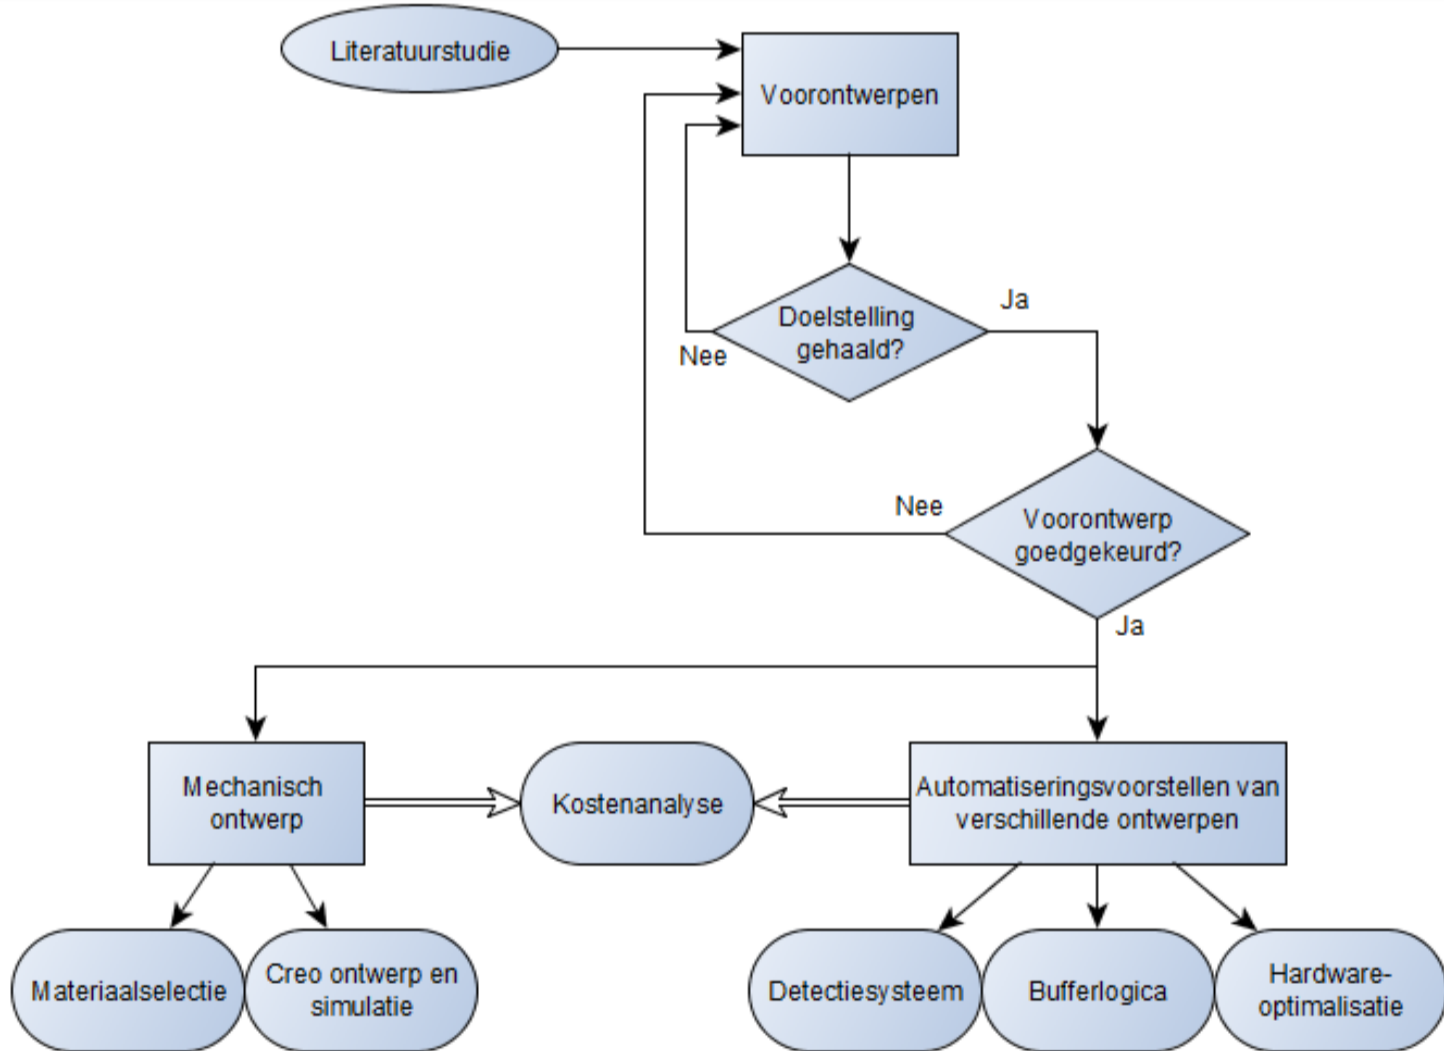 Literatuurstudie
Voorontwerpen
Doelstelling
gehaald?
Ja
Nee
Nee
Voorontwerp
goedgekeurd?
Ja
Mechanisch
ontwerp
Kostenanalyse
Automatiseringsvoorstellen van
verschillende ontwerpen
Materiaalselectie
Creo ontwerp en
simulatie
Detectiesysteem
Bufferlogica
Hardware-
optimalisatie